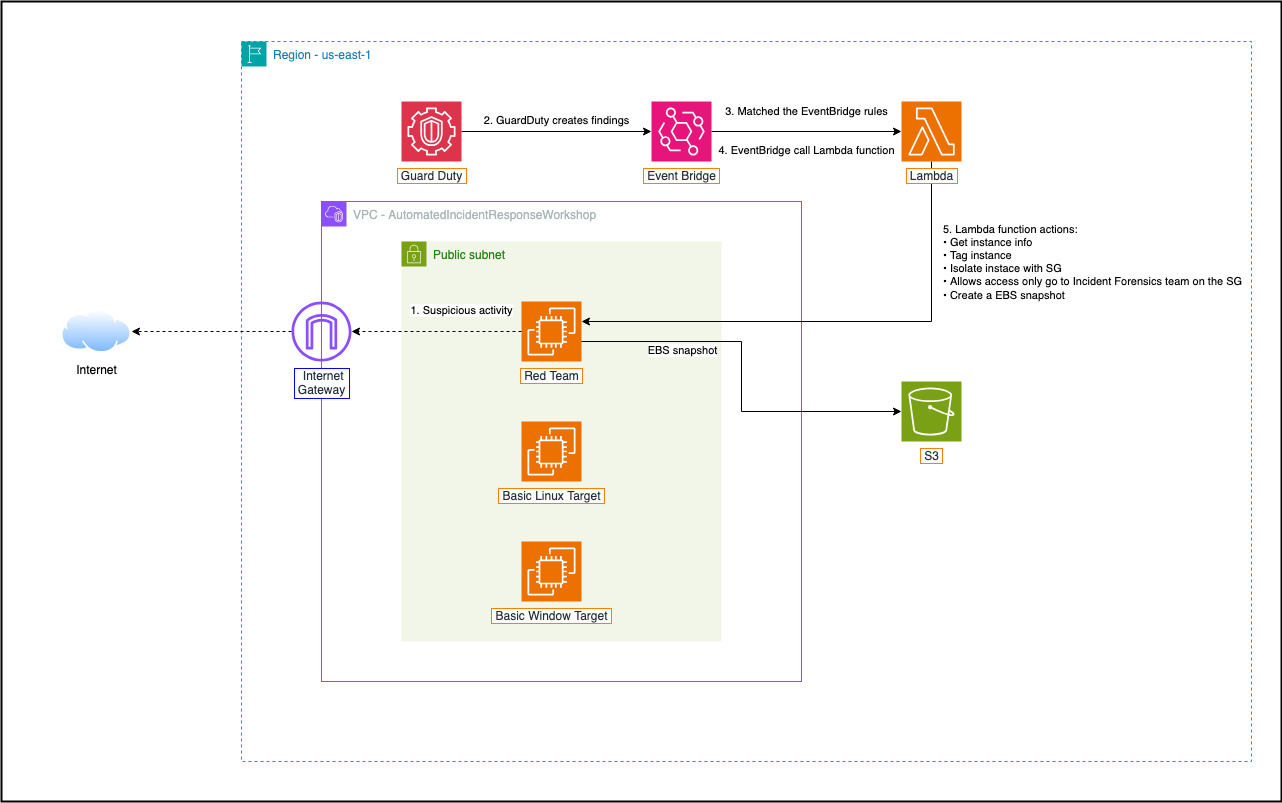 Region - us-east-1
2. GuardDuty creates findings
3. Matched the EventBridge rules
4. EventBridge call Lambda function
Guard Duty
Event Bridge
Lambda
VPC - AutomatedIncidentResponseWorkshop
5. Lambda function actions:
• Get instance info
• Tag instance
• Isolate instace with SG
• Allows access only go to Incident Forensics team on the SG
• Create a EBS snapshot
Public subnet
1. Suspicious activity
EBS snapshot
Internet
Internet
Gateway
Red Team
S3
Basic Linux Target
Basic Window Target